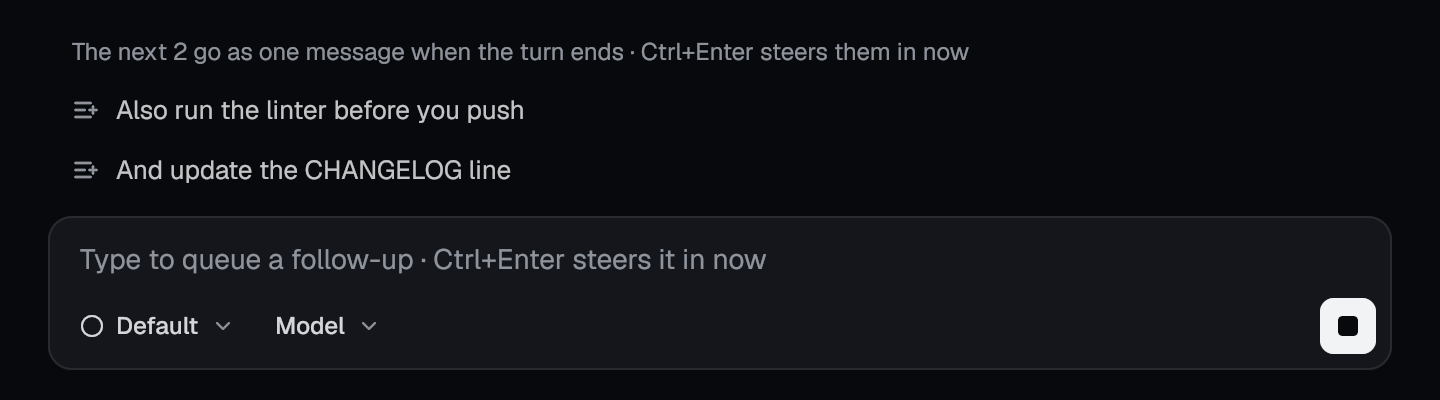 The next 2 go as one message when the turn ends · Ctrl+Enter steers them in now
Also run the linter before you push
And update the CHANGELOG line
Type to queue a follow-up · Ctrl+Enter steers it in now
Default Model